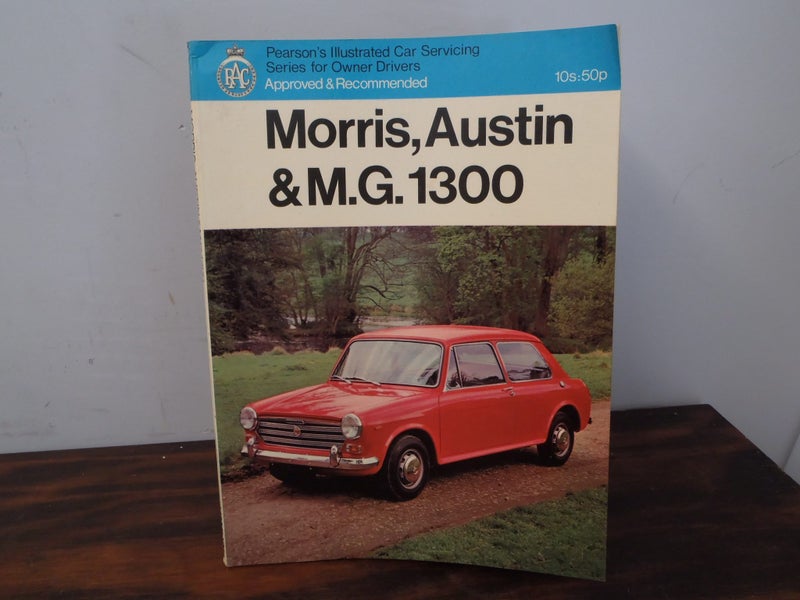 RAC
Pearson's Illustrated Car Servicing
Series for Owner Drivers
Approved & Recommended
10s:50p
Morris, Austin
& M.G. 1300